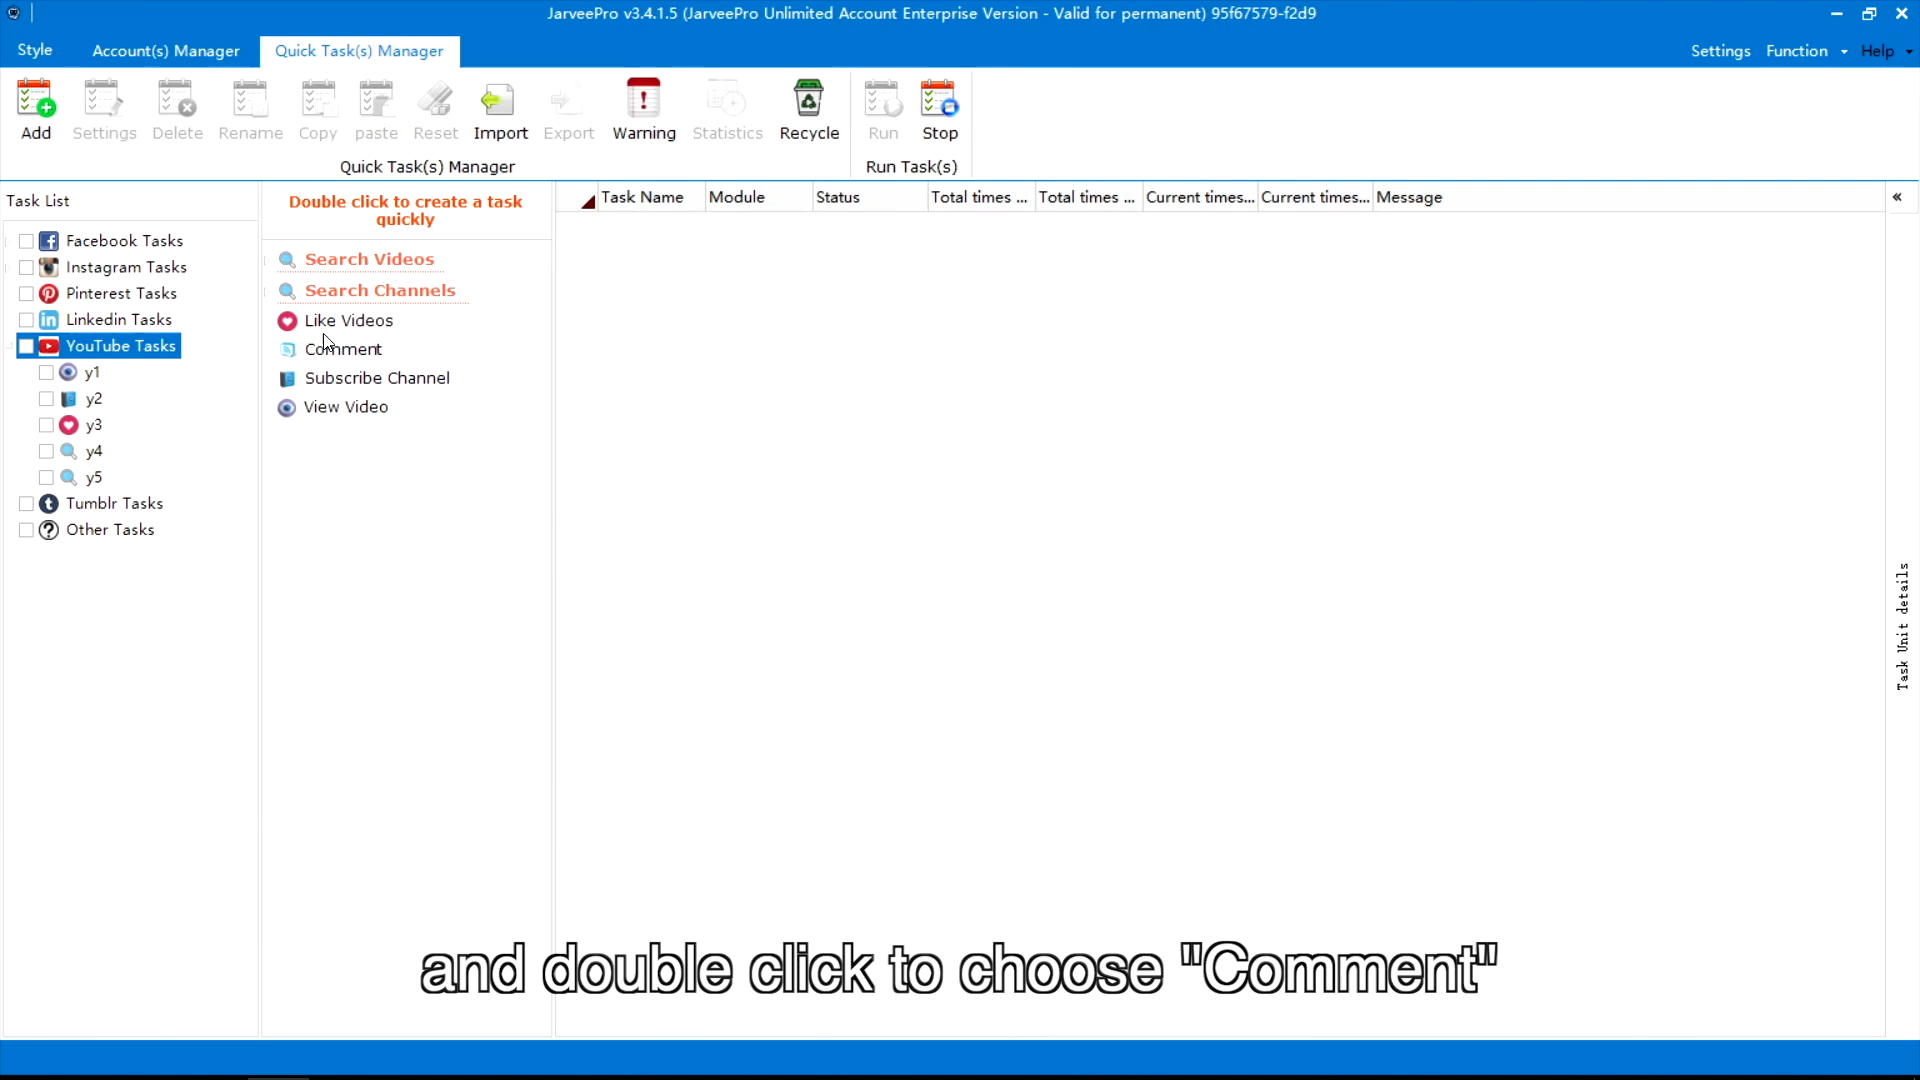 JarveePro v3.4.1.5 (JarveePro Unlimited Account Enterprise Version - Valid for permanent) 95f67579-f2d9
Style Account(s) Manager Quick Task(s) Manager Settings Function Help
Add Settings Delete Rename Copy paste Reset Import Export Warning Statistics Recycle Run Stop
Quick Task(s) Manager Run Task(s)
Task List
Facebook Tasks
Instagram Tasks
Pinterest Tasks
Linkedin Tasks
YouTube Tasks
y1
y2
y3
y4
y5
Tumblr Tasks
Other Tasks
Double click to create a task
quickly
Search Videos
Search Channels
Like Videos
Comment
Subscribe Channel
View Video
Task Name Module Status Total times ... Total times ... Current times... Current times... Message «
Task Unit details
and double click to choose "Comment"